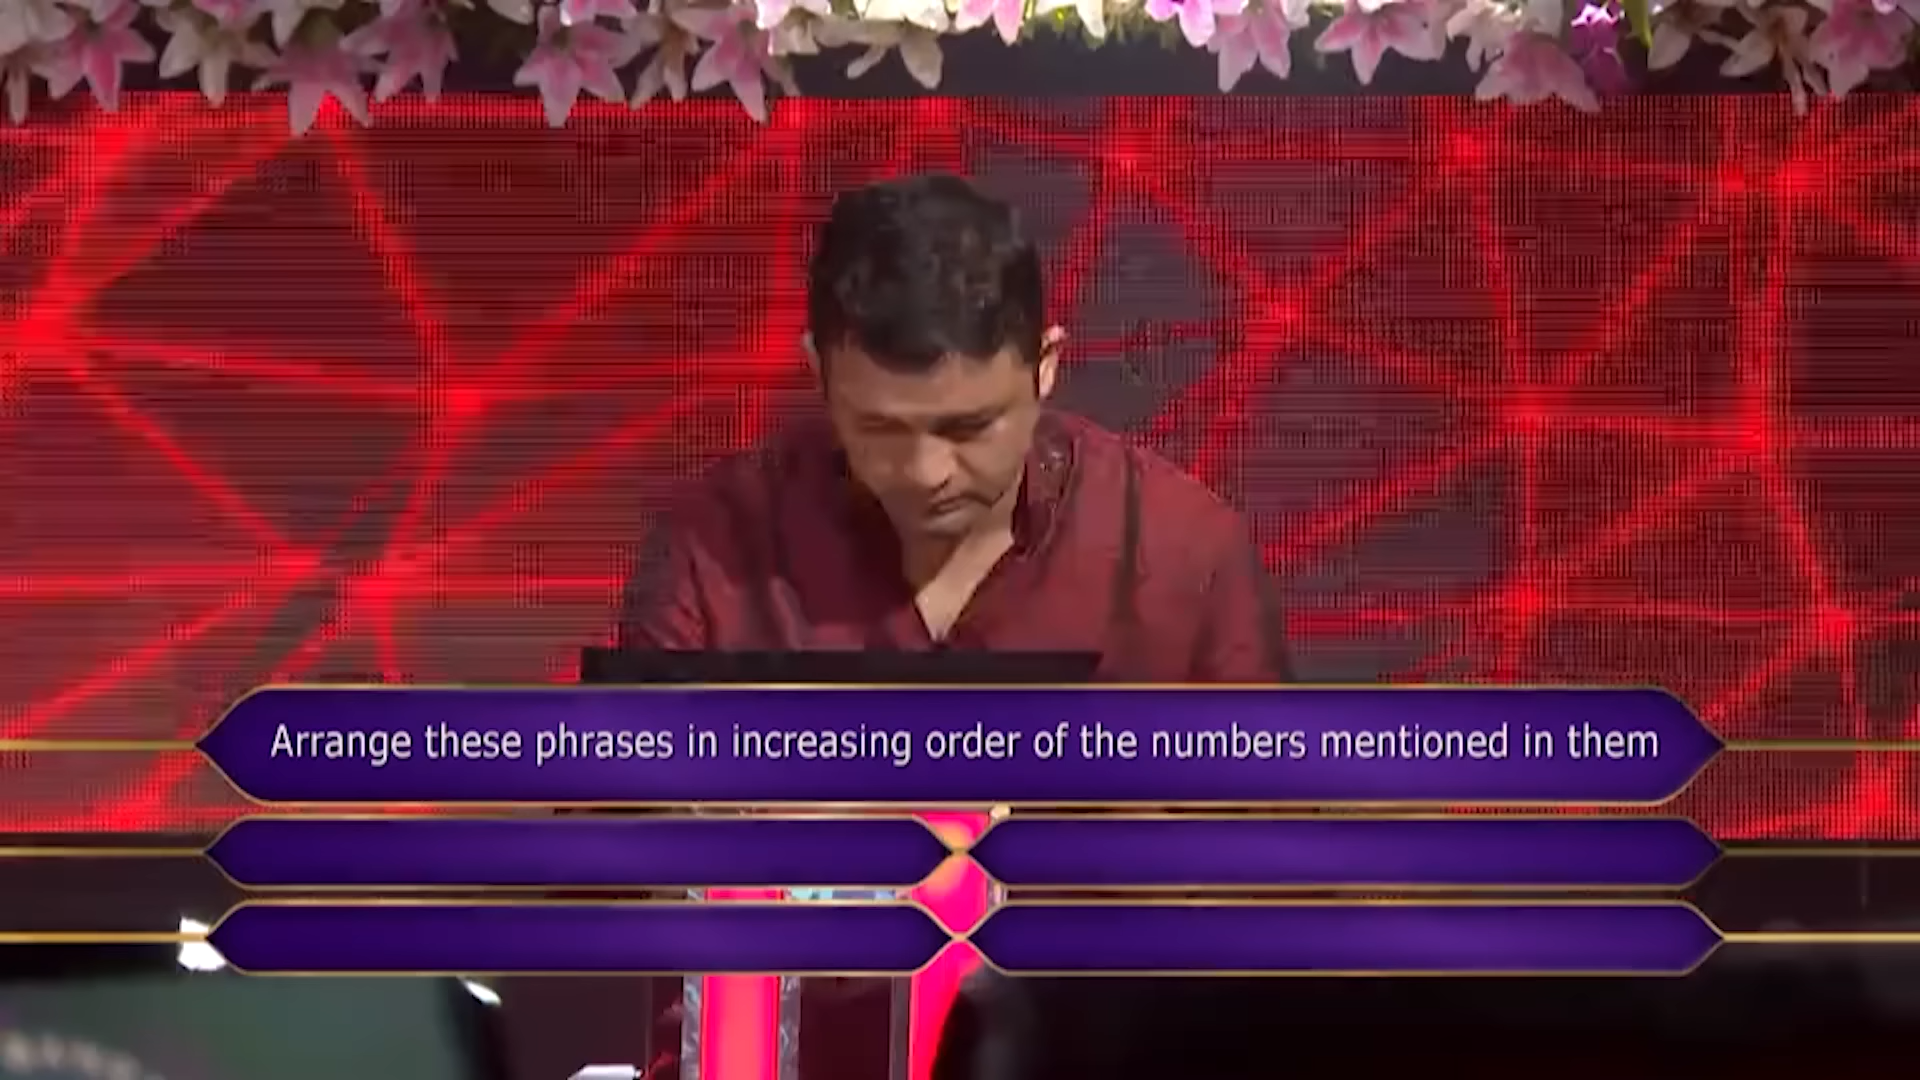 Arrange these phrases in increasing order of the numbers mentioned in them